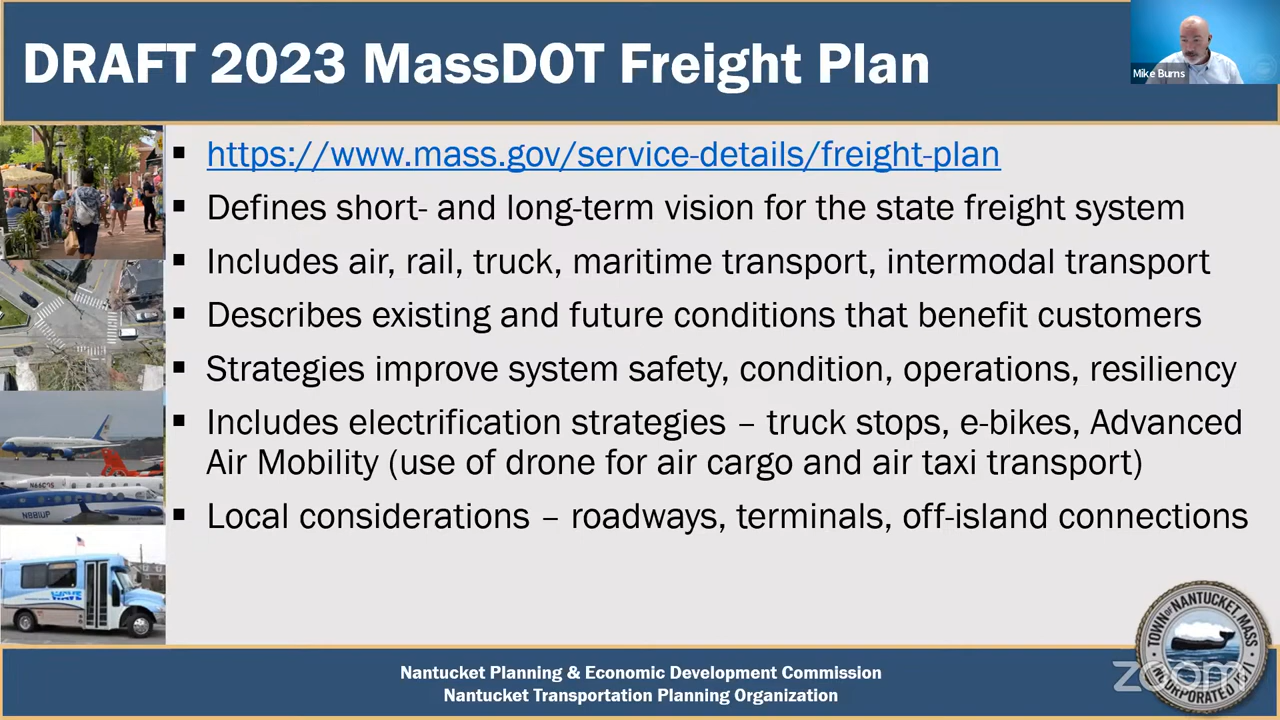 DRAFT 2023 MassDOT Freight Plan
Mike Burns
▪ https://www.mass.gov/service-details/freight-plan
▪ Defines short- and long-term vision for the state freight system
▪ Includes air, rail, truck, maritime transport, intermodal transport
▪ Describes existing and future conditions that benefit customers
▪ Strategies improve system safety, condition, operations, resiliency
▪ Includes electrification strategies – truck stops, e-bikes, Advanced
Air Mobility (use of drone for air cargo and air taxi transport)
▪ Local considerations – roadways, terminals, off-island connections
N981UP
WAVE
Nantucket Planning & Economic Development Commission
Nantucket Transportation Planning Organization
TOWN OF NANTUCKET, MASS
INCORPORATED 1671
zoom